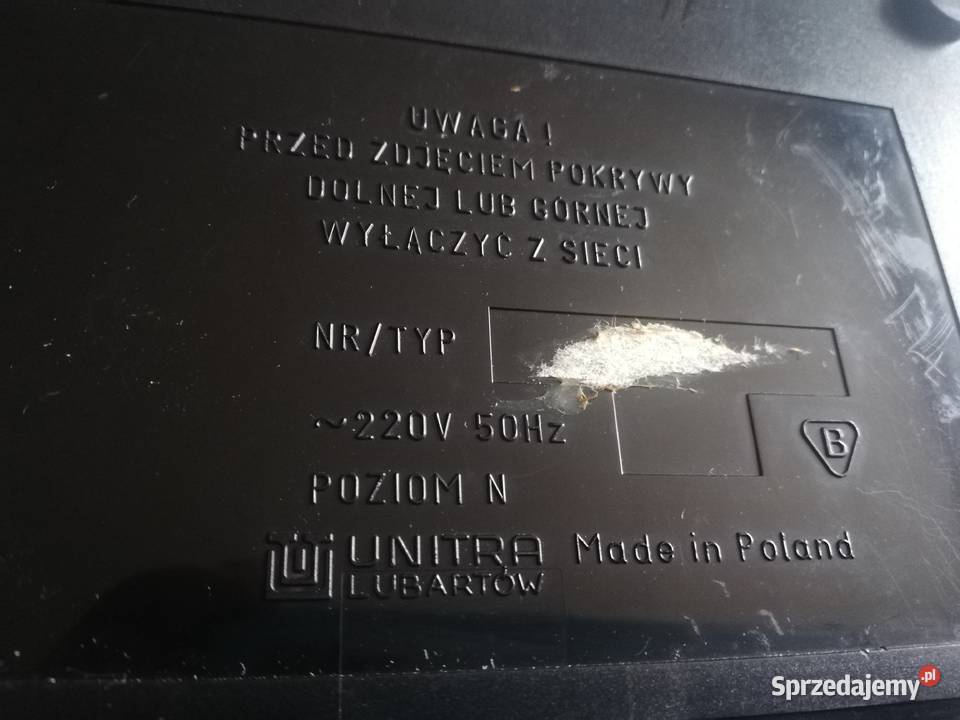 UWAGA !
PRZED ZDJĘCIEM POKRYWY
DOLNEJ LUB GÓRNEJ
WYŁĄCZYĆ Z SIECI
NR/TYP
~220V 50Hz
B
POZIOM N
UNITRA Made in Poland
LUBARTÓW
Sprzedajemy.pl